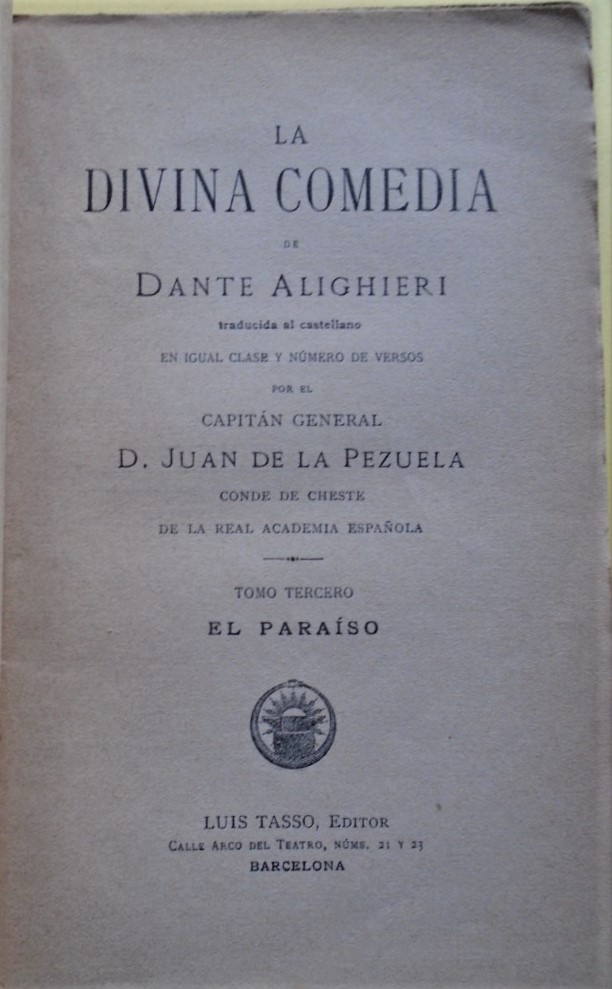 LA
DIVINA COMEDIA
DE
DANTE ALIGHIERI
traducida al castellano
EN IGUAL CLASE Y NÚMERO DE VERSOS
POR EL
CAPITÁN GENERAL
D. JUAN DE LA PEZUELA
CONDE DE CHESTE
DE LA REAL ACADEMIA ESPAÑOLA
TOMO TERCERO
EL PARAÍSO
LUIS TASSO, EDITOR
CALLE ARCO DEL TEATRO, NÚMS. 21 Y 23
BARCELONA